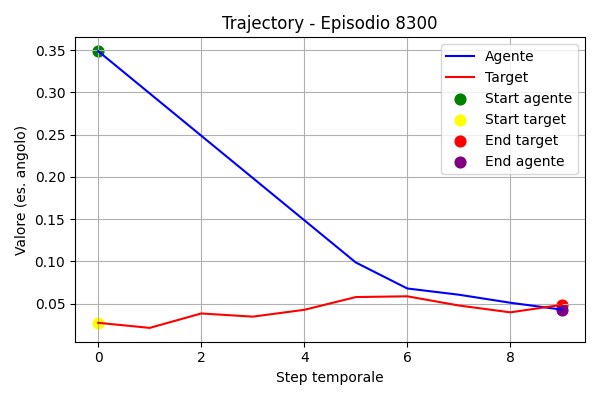 Trajectory - Episodio 8300
Valore (es. angolo)
0.35
0.30
0.25
0.20
0.15
0.10
0.05
0
2
4
6
8
Step temporale
Agente
Target
Start agente
Start target
End target
End agente